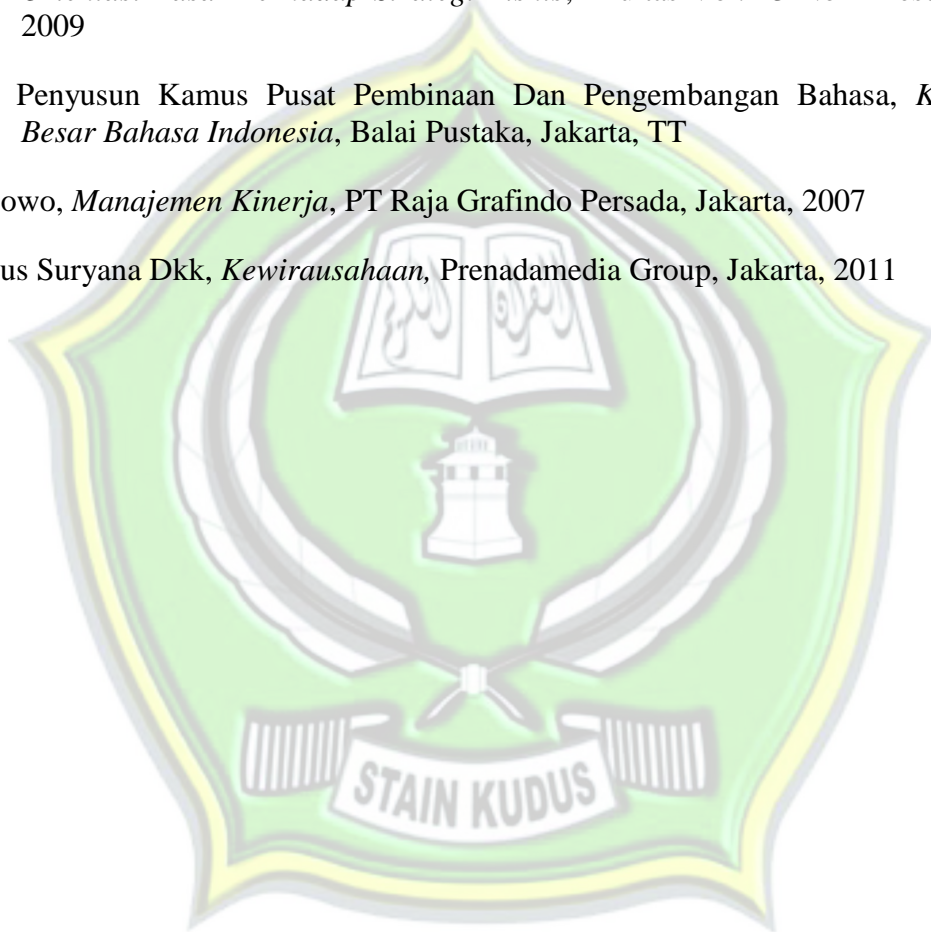 2009
Penyusun Kamus Pusat Pembinaan Dan Pengembangan Bahasa, K
Besar Bahasa Indonesia, Balai Pustaka, Jakarta, TT
owo, Manajemen Kinerja, PT Raja Grafindo Persada, Jakarta, 2007
us Suryana Dkk, Kewirausahaan, Prenadamedia Group, Jakarta, 2011
STAIN KUDUS